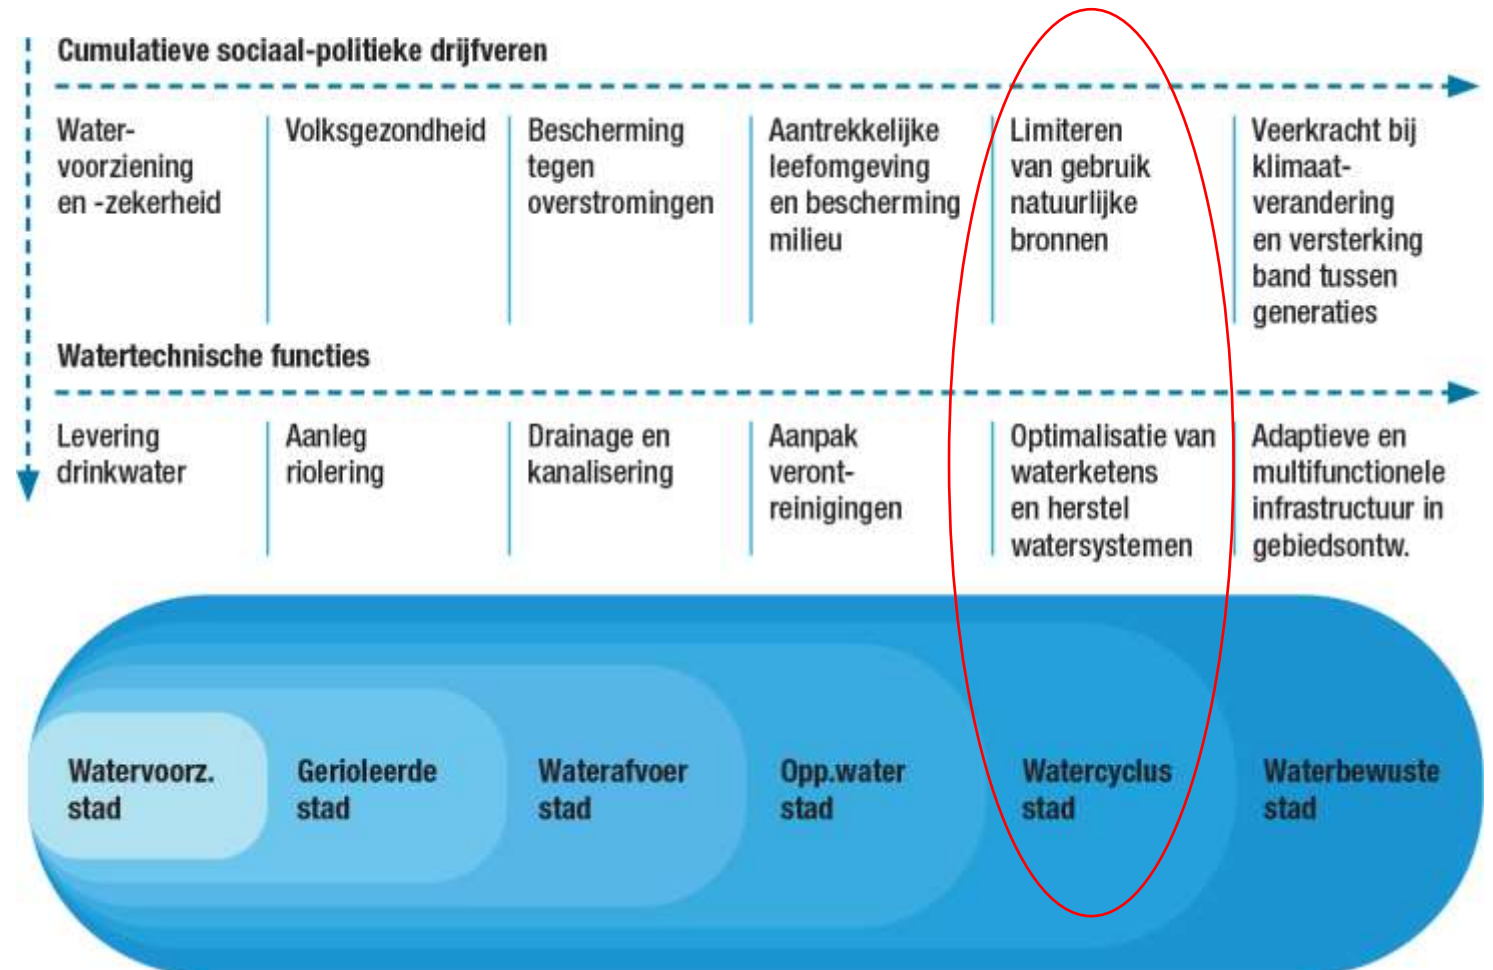 Cumulatieve sociaal-politieke drijfveren
Water-
voorziening
en -zekerheid
Volksgezondheid
Bescherming
tegen
overstromingen
Aantrekkelijke
leefomgeving
en bescherming
milieu
Limiteren
van gebruik
natuurlijke
bronnen
Veerkracht bij
klimaat-
verandering
en versterking
band tussen
generaties
Watertechnische functies
Levering
drinkwater
Aanleg
riolering
Drainage en
kanalisering
Aanpak
veront-
reinigingen
Optimalisatie van
waterketens
en herstel
watersystemen
Adaptieve en
multifunctionele
infrastructuur in
gebiedsontw.
Watervoorz.
stad
Gerioleerde
stad
Waterafvoer
stad
Opp.water
stad
Watercyclus
stad
Waterbewuste
stad